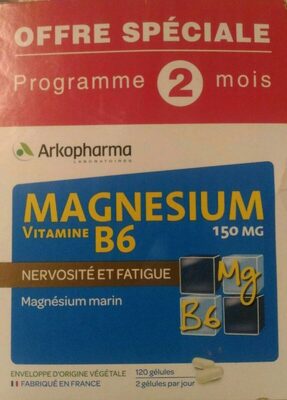 OFFRE SPÉCIALE
Programme 2 mois
Arkopharma
LABORATOIRES
MAGNESIUM
VITAMINE B6 150 MG
NERVOSITÉ ET FATIGUE
Magnésium marin
Mg
B6
ENVELOPPE D'ORIGINE VÉGÉTALE
FABRIQUÉ EN FRANCE
120 gélules
2 gélules par jour